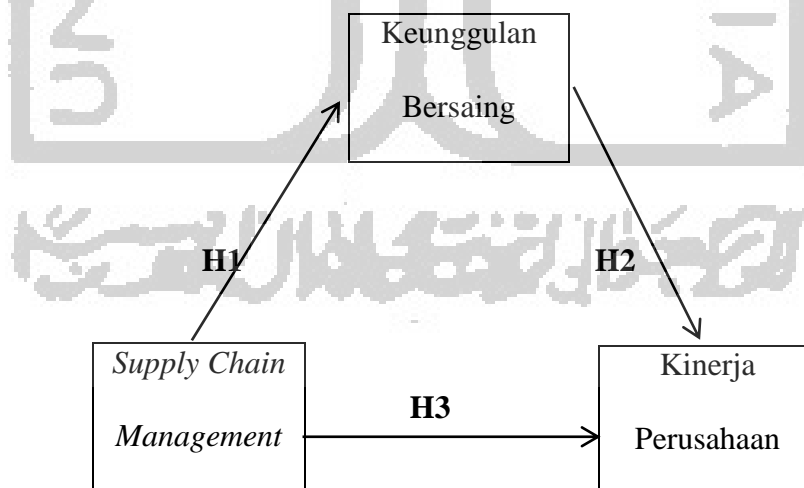 Keunggulan
Bersaing
H1
H2
Supply Chain
Management
H3
Kinerja
Perusahaan